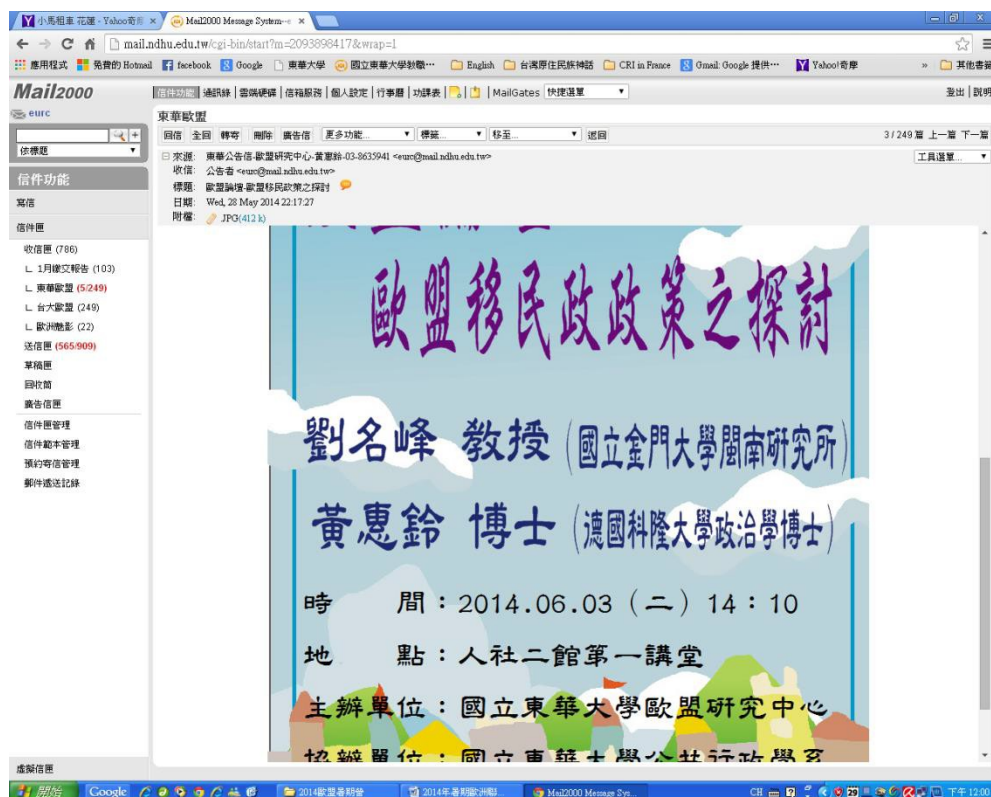 小馬租車 花蓮 - Yahoo奇
Mail2000 Message System
mail.ndhu.edu.tw/cgi-bin/start?m=2093898417&wrap=1
應用程式 免費的 Hotmail facebook Google 東華大學 國立東華大學教職… English 台灣原住民族神話 CRI in France Gmail: Google 提供… Yahoo!奇摩 » 其他書籤
Mail2000 信件功能 | 通訊錄 | 雲端硬碟 | 信箱服務 | 個人設定 | 行事曆 | 功課表 | MailGates 快捷選單 登出 | 說明
eurc
東華歐盟
回信 全回 轉寄 刪除 廣告信 更多功能... 標籤... 移至... 返回 3 / 249 篇 上一篇 下一篇
依標題
來源: 東華公告信-歐盟研究中心-黃惠鈴-03-8635941 <eurc@mail.ndhu.edu.tw> 工具選單...
收信: 公告者 <eurc@mail.ndhu.edu.tw>
標題: 歐盟論壇-歐盟移民政策之探討
日期: Wed, 28 May 2014 22:17:27
附檔: JPG(412 k)
信件功能
寫信
信件匣
收信匣 (786)
1月繳交報告 (103)
東華歐盟 (5/249)
台大歐盟 (249)
歐洲魅影 (22)
送信匣 (565/909)
草稿匣
回收筒
廣告信匣
信件匣管理
信件範本管理
預約寄信管理
郵件遞送記錄
虛擬信匣
歐盟移民政政策之探討
劉名峰 教授(國立金門大學閩南研究所)
黃惠鈴 博士(德國科隆大學政治學博士)
時 間：2014.06.03（二）14：10
地 點：人社二館第一講堂
主辦單位：國立東華大學歐盟研究中心
協辦單位：國立東華大學公共行政學系
開始 Google 2014歐盟暑期營 2014年暑期歐洲聯... Mail2000 Message Sys... CH 29 下午 12:00